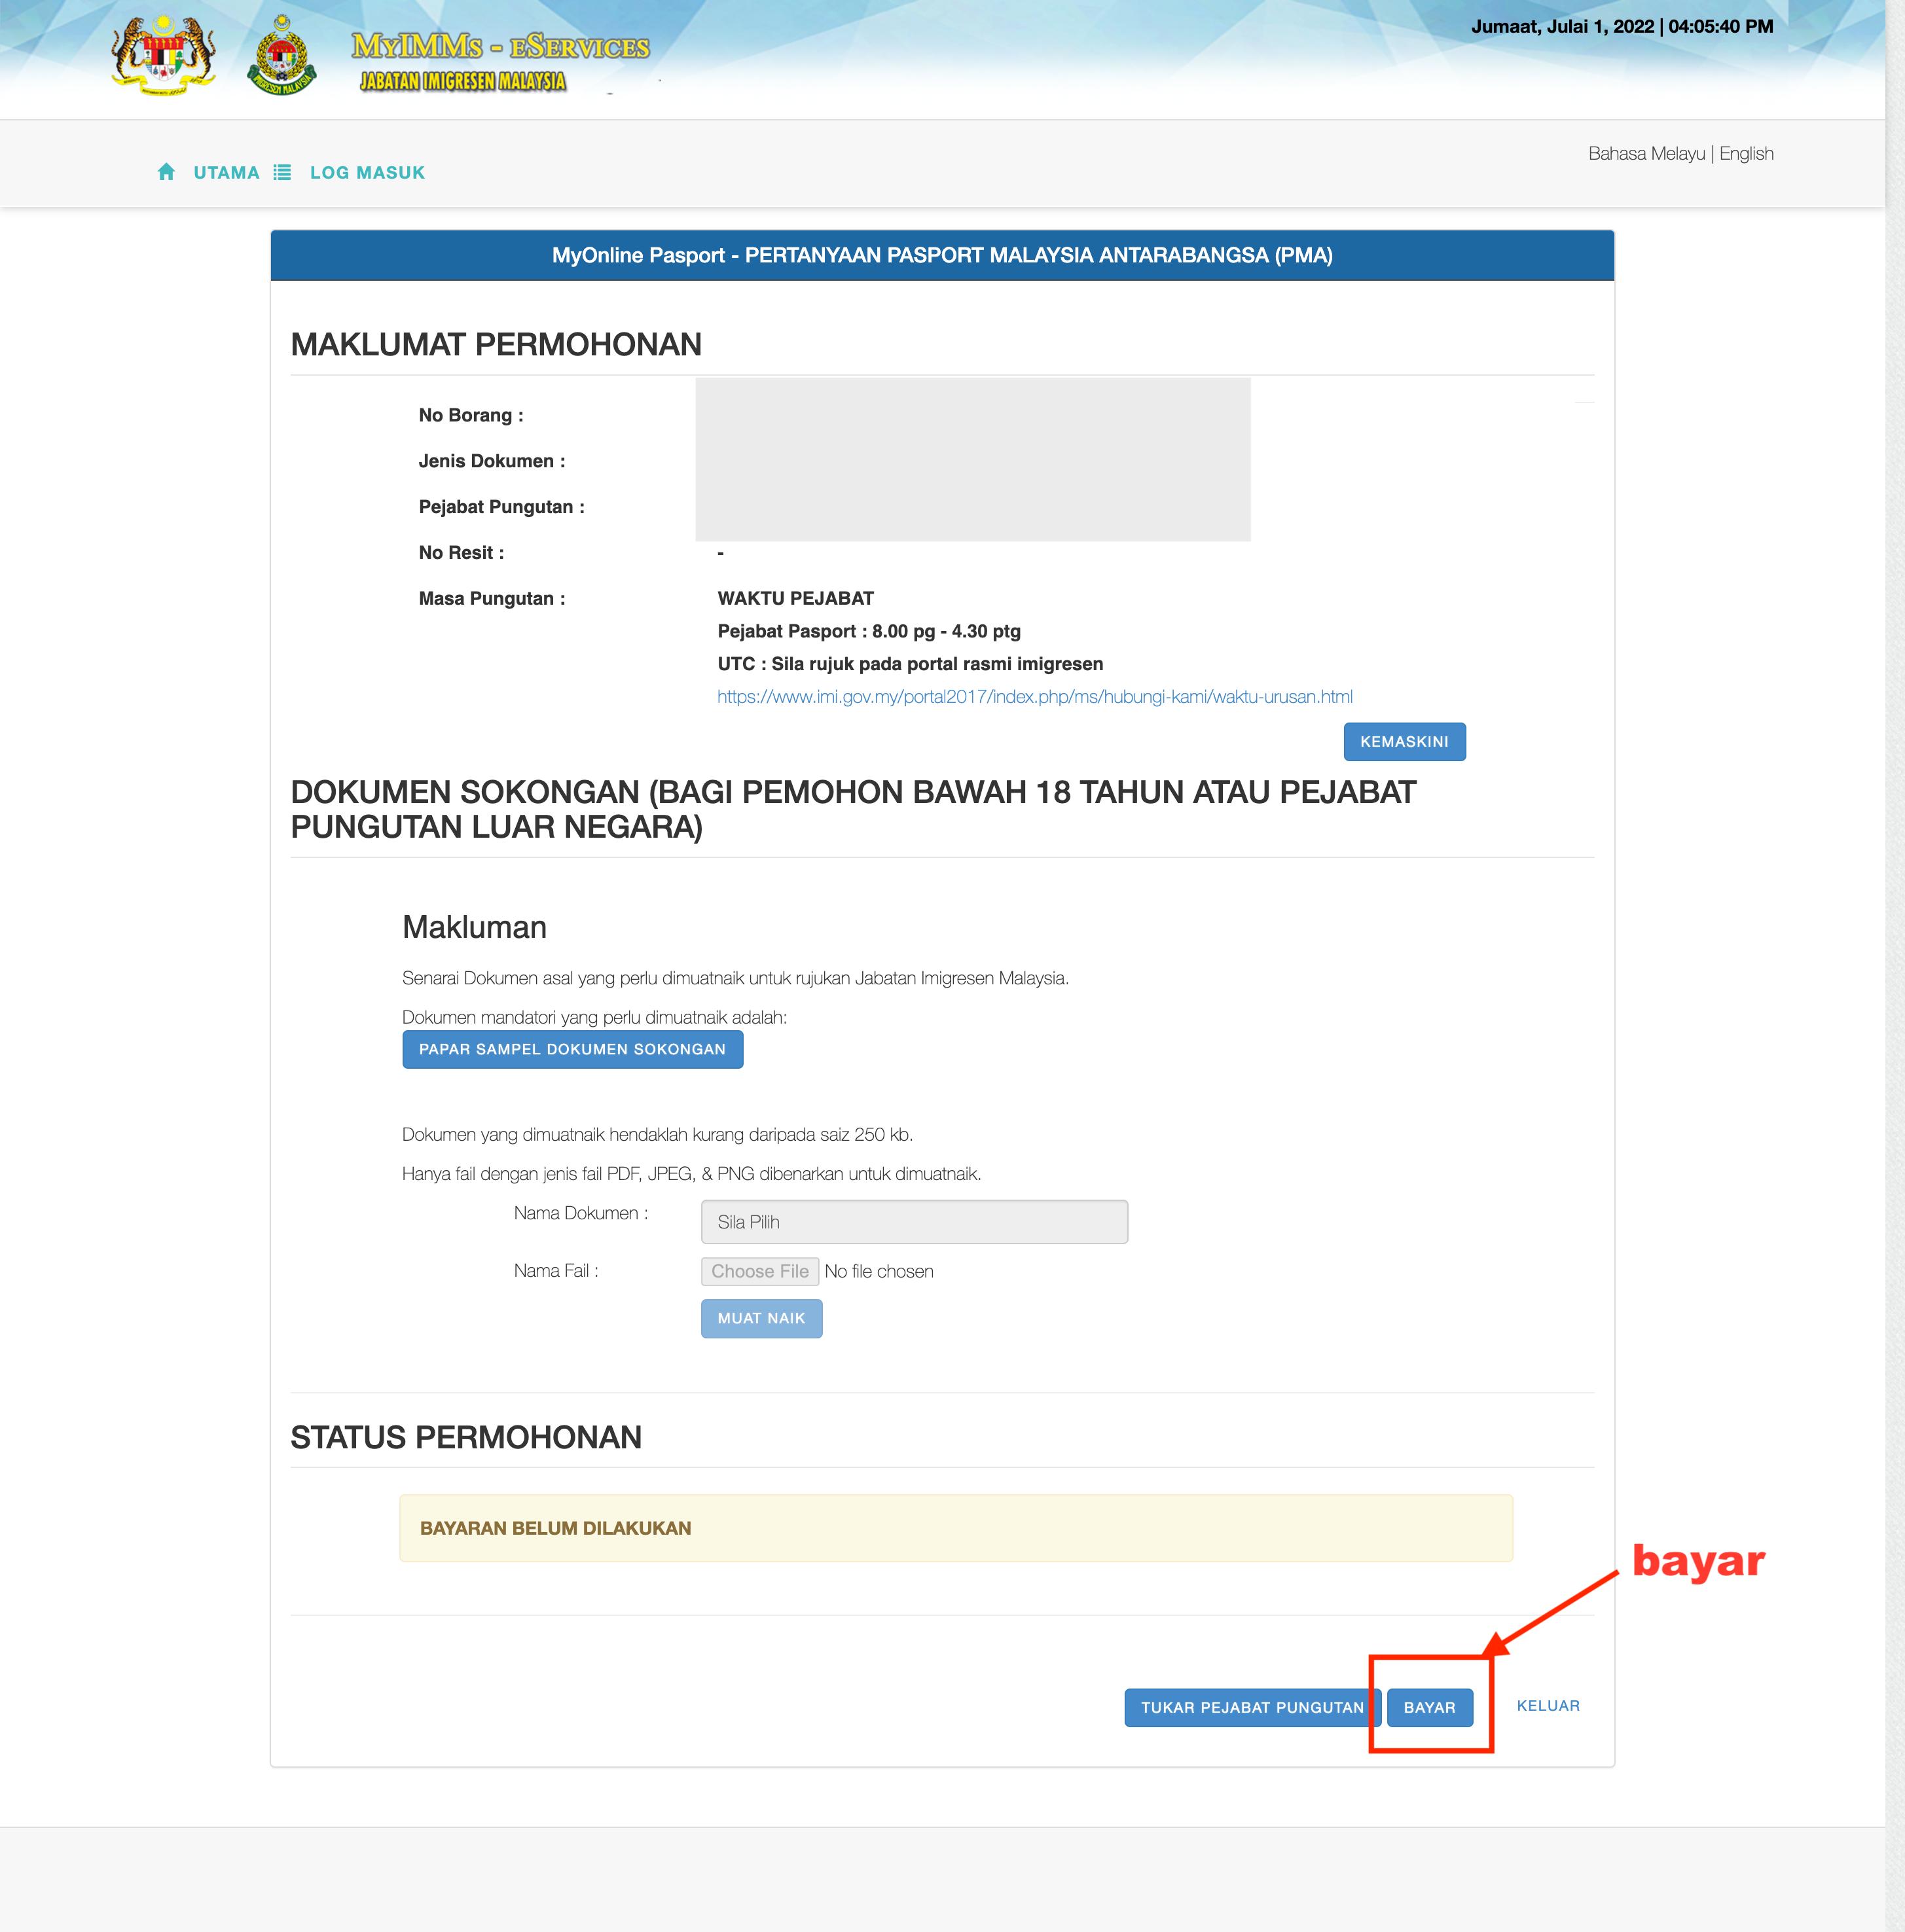 Jumaat, Julai 1, 2022 | 04:05:40 PM
MyIMMs - eServices
JABATAN IMIGRESEN MALAYSIA
Bahasa Melayu | English
UTAMA LOG MASUK
MyOnline Pasport - PERTANYAAN PASPORT MALAYSIA ANTARABANGSA (PMA)
MAKLUMAT PERMOHONAN
No Borang :
Jenis Dokumen :
Pejabat Pungutan :
No Resit : -
Masa Pungutan : WAKTU PEJABAT
Pejabat Pasport : 8.00 pg - 4.30 ptg
UTC : Sila rujuk pada portal rasmi imigresen
https://www.imi.gov.my/portal2017/index.php/ms/hubungi-kami/waktu-urusan.html
KEMASKINI
DOKUMEN SOKONGAN (BAGI PEMOHON BAWAH 18 TAHUN ATAU PEJABAT
PUNGUTAN LUAR NEGARA)
Makluman
Senarai Dokumen asal yang perlu dimuatnaik untuk rujukan Jabatan Imigresen Malaysia.
Dokumen mandatori yang perlu dimuatnaik adalah:
PAPAR SAMPEL DOKUMEN SOKONGAN
Dokumen yang dimuatnaik hendaklah kurang daripada saiz 250 kb.
Hanya fail dengan jenis fail PDF, JPEG, & PNG dibenarkan untuk dimuatnaik.
Nama Dokumen : Sila Pilih
Nama Fail : Choose File No file chosen
MUAT NAIK
STATUS PERMOHONAN
BAYARAN BELUM DILAKUKAN
bayar
TUKAR PEJABAT PUNGUTAN BAYAR KELUAR